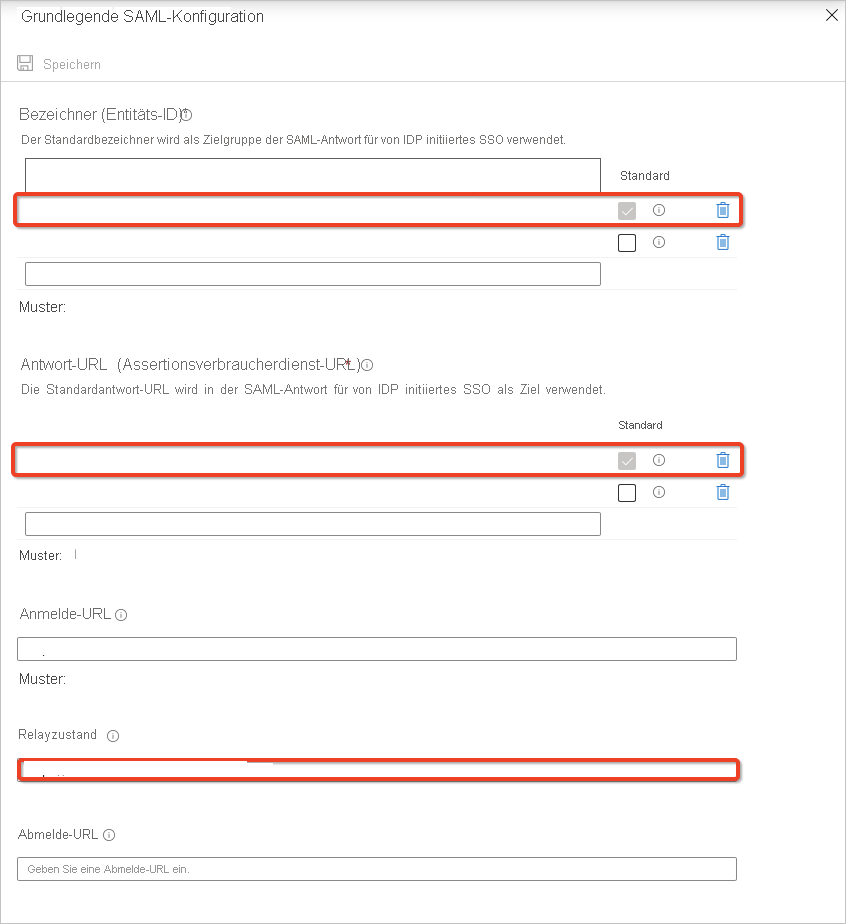 Grundlegende SAML-Konfiguration
Speichern
Bezeichner (Entitäts-ID)*
Der Standardbezeichner wird als Zielgruppe der SAML-Antwort für von IDP initiiertes SSO verwendet.
Standard
Muster:
Antwort-URL (Assertionsverbraucherdienst-URL)*
Die Standardantwort-URL wird in der SAML-Antwort für von IDP initiiertes SSO als Ziel verwendet.
Standard
Muster:
Anmelde-URL
Muster:
Relayzustand
Abmelde-URL
Geben Sie eine Abmelde-URL ein.